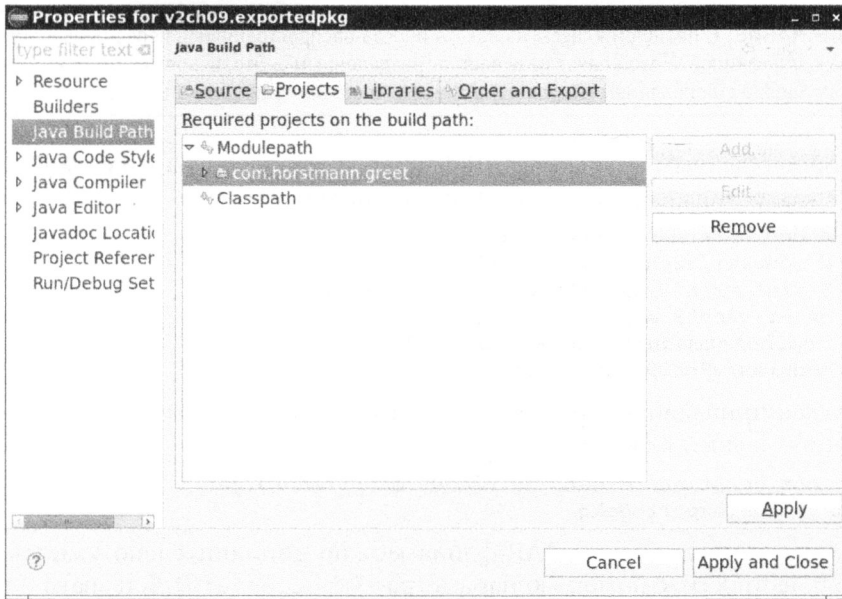 Properties for v2ch09.exportedpkg
type filter text
Java Build Path
Resource
Builders
Java Build Path
Java Code Style
Java Compiler
Java Editor
Javadoc Locatio
Project Referen
Run/Debug Set
Source Projects Libraries Order and Export
Required projects on the build path:
Modulepath
com.horstmann.greet
Classpath
Add...
Edit...
Remove
Apply
Cancel
Apply and Close